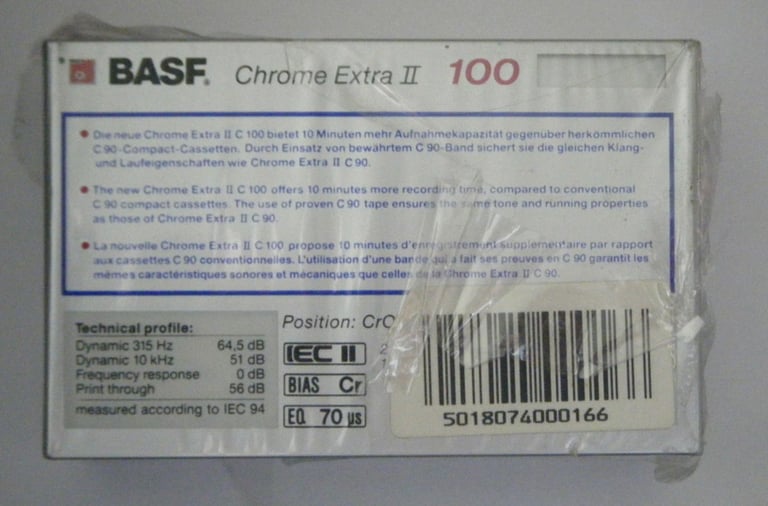 BASF® Chrome Extra II 100
• Die neue Chrome Extra II C 100 bietet 10 Minuten mehr Aufnahmekapazität gegenüber herkömmlichen
C 90-Compact-Cassetten. Durch Einsatz von bewährtem C 90-Band sichert sie die gleichen Klang-
und Laufeigenschaften wie Chrome Extra II C 90.
• The new Chrome Extra II C 100 offers 10 minutes more recording time, compared to conventional
C 90 compact cassettes. The use of proven C 90 tape ensures the same tone and running properties
as those of Chrome Extra II C 90.
• La nouvelle Chrome Extra II C 100 propose 10 minutes d'enregistrement supplémentaire par rapport
aux cassettes C 90 conventionnelles. L'utilisation d'une bande qui a fait ses preuves en C 90 garantit les
mêmes caractéristiques sonores et mécaniques que celles de la Chrome Extra II C 90.
Technical profile:
Dynamic 315 Hz 64,5 dB
Dynamic 10 kHz 51 dB
Frequency response 0 dB
Print through 56 dB
measured according to IEC 94
Position: CrO
IEC II
BIAS Cr
EQ 70 µs
5018074000166